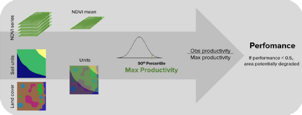 NDVI series
NDVI mean
Soil units
Units
Land cover
90th Percentile
Max Productivity
Obs productivity
Max productivity
Perfomance
If performance < 0.5,
area potentially degraded